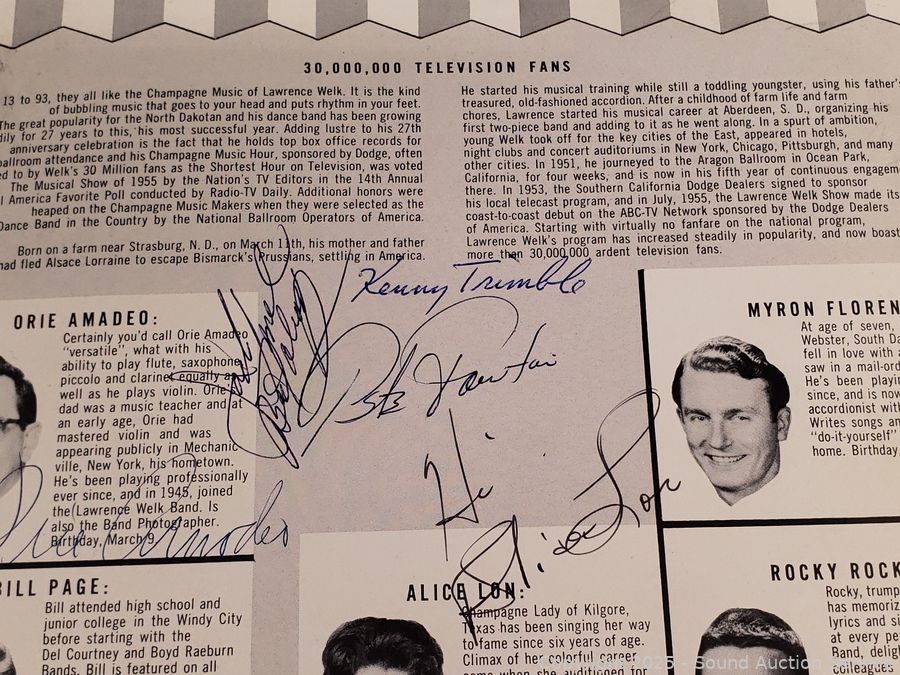 30,000,000 TELEVISION FANS
13 to 93, they all like the Champagne Music of Lawrence Welk. It is the kind
of bubbling music that goes to your head and puts rhythm in your feet.
The great popularity for the North Dakotan and his dance band has been growing
ily for 27 years to this, his most successful year. Adding lustre to his 27th
anniversary celebration is the fact that he holds top box office records for
allroom attendance and his Champagne Music Hour, sponsored by Dodge, often
ed to by Welk's 30 Million fans as the Shortest Hour on Television, was voted
The Musical Show of 1955 by the Nation's TV Editors in the 14th Annual
l America Favorite Poll conducted by Radio-TV Daily. Additional honors were
heaped on the Champagne Music Makers when they were selected as the
Dance Band in the Country by the National Ballroom Operators of America.
Born on a farm near Strasburg, N. D., on March 11th, his mother and father
had fled Alsace Lorraine to escape Bismarck's Prussians, settling in America.
He started his musical training while still a toddling youngster, using his father's
treasured, old-fashioned accordion. After a childhood of farm life and farm
chores, Lawrence started his musical career at Aberdeen, S. D., organizing his
first two-piece band and adding to it as he went along. In a spurt of ambition,
young Welk took off for the key cities of the East, appeared in hotels,
night clubs and concert auditoriums in New York, Chicago, Pittsburgh, and many
other cities. In 1951, he journeyed to the Aragon Ballroom in Ocean Park,
California, for four weeks, and is now in his fifth year of continuous engagemen
there. In 1953, the Southern California Dodge Dealers signed to sponsor
his local telecast program, and in July, 1955, the Lawrence Welk Show made its
coast-to-coast debut on the ABC-TV Network sponsored by the Dodge Dealers
of America. Starting with virtually no fanfare on the national program,
Lawrence Welk's program has increased steadily in popularity, and now boast
more then 30,000,000 ardent television fans.
Kenny Trimble
Pete Fountain
Hi
Alice Lon
ORIE AMADEO:
Certainly you'd call Orie Amadeo
"versatile", what with his
ability to play flute, saxophone
piccolo and clarinet equally as
well as he plays violin. Orie's
dad was a music teacher and at
an early age, Orie had
mastered violin and was
appearing publicly in Mechanic-
ville, New York, his hometown.
He's been playing professionally
ever since, and in 1945, joined
the Lawrence Welk Band. Is
also the Band Photographer.
Birthday, March 9.
Orie Amadeo
MYRON FLOREN
At age of seven,
Webster, South Da
fell in love with
saw in a mail-ord
He's been playin
since, and is now
accordionist with
Writes songs an
"do-it-yourself"
home. Birthday,
BILL PAGE:
Bill attended high school and
junior college in the Windy City
before starting with the
Del Courtney and Boyd Raeburn
Bands. Bill is featured on all
ALICE LON:
Champagne Lady of Kilgore,
Texas has been singing her way
to fame since six years of age.
Climax of her colorful career
came when she auditioned for
ROCKY ROCK
Rocky, trump
has memoriz
lyrics and si
at every pe
Band, delig
colleagues
Copyright 2025 - Sound Auction Service